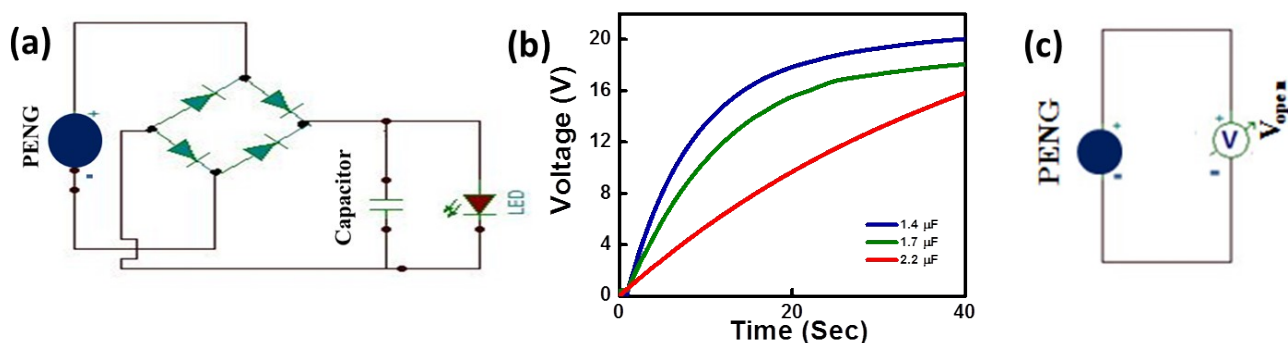 (a)
PENG
+
-
Capacitor
LED
(b)
Voltage (V)
20
16
12
8
4
0
0
20
40
Time (Sec)
1.4 µF
1.7 µF
2.2 µF
(c)
PENG
+
-
+
V
-
V open